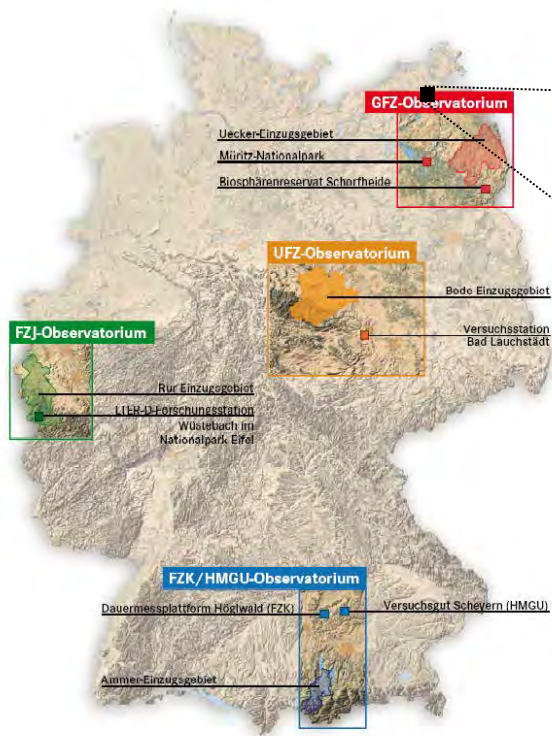 GFZ-Observatorium
Uecker-Einzugsgebiet
Müritz-Nationalpark
Biosphärenreservat Schorfheide
UFZ-Observatorium
Bode Einzugsgebiet
Versuchsstation
Bad Lauchstädt
FZJ-Observatorium
Rur Einzugsgebiet
LTER-D-Forschungsstation
Wüstebach im
Nationalpark Eifel
FZK/HMGU-Observatorium
Dauermessplattform Höglwald (FZK)
Versuchsgut Scheyern (HMGU)
Ammer-Einzugsgebiet